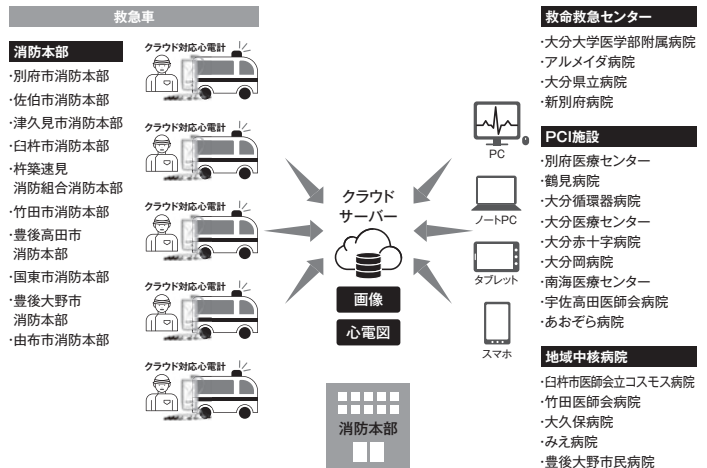 救急車
消防本部
・別府市消防本部
・佐伯市消防本部
・津久見市消防本部
・臼杵市消防本部
・杵築速見
消防組合消防本部
・竹田市消防本部
・豊後高田市
消防本部
・国東市消防本部
・豊後大野市
消防本部
・由布市消防本部
クラウド対応心電計
クラウド対応心電計
クラウド対応心電計
クラウド対応心電計
クラウド対応心電計
クラウド
サーバー
画像
心電図
消防本部
PC
ノートPC
タブレット
スマホ
救命救急センター
・大分大学医学部附属病院
・アルメイダ病院
・大分県立病院
・新別府病院
PCI施設
・別府医療センター
・鶴見病院
・大分循環器病院
・大分医療センター
・大分赤十字病院
・大分岡病院
・南海医療センター
・宇佐高田医師会病院
・あおぞら病院
地域中核病院
・臼杵市医師会立コスモス病院
・竹田医師会病院
・大久保病院
・みえ病院
・豊後大野市民病院